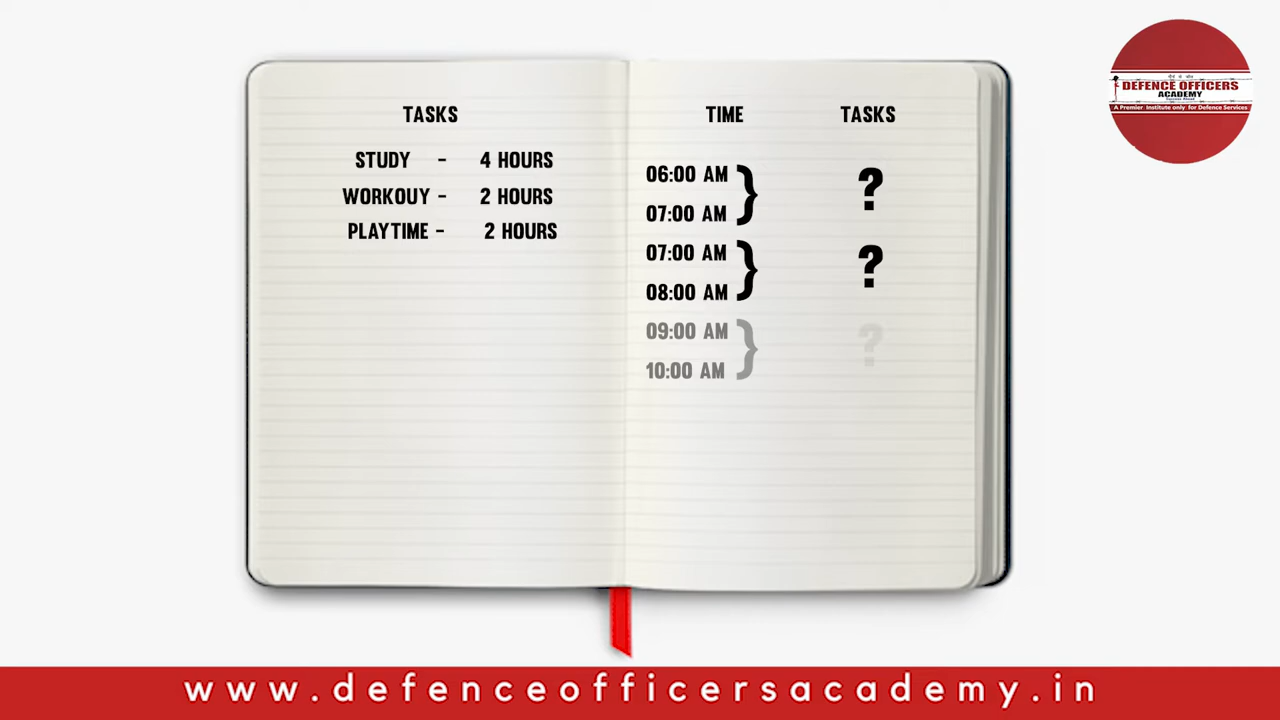 TASKS
STUDY - 4 HOURS
WORKOUY - 2 HOURS
PLAYTIME - 2 HOURS
TIME TASKS
06:00 AM
07:00 AM
?
07:00 AM
08:00 AM
?
09:00 AM
10:00 AM
?
DEFENCE OFFICERS
ACADEMY
A Premier Institute only for Defence Services
www.defenceofficersacademy.in